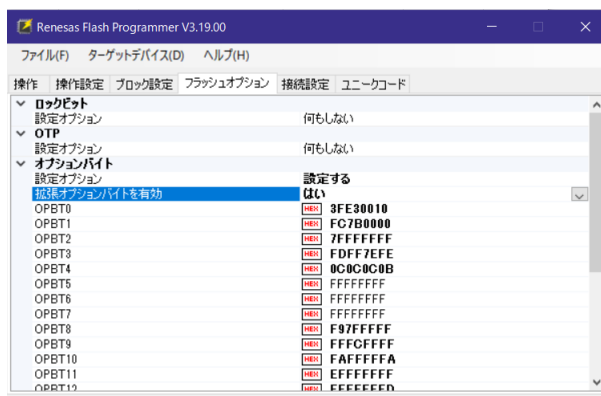 Renesas Flash Programmer V3.19.00
ファイル(F) ターゲットデバイス(D) ヘルプ(H)
操作 操作設定 ブロック設定 フラッシュオプション 接続設定 ユニークコード
ロックビット
設定オプション 何もしない
OTP
設定オプション 何もしない
オプションバイト
設定オプション 設定する
拡張オプションバイトを有効 はい
OPBT0 HEX 3FE30010
OPBT1 HEX FC7B0000
OPBT2 HEX 7FFFFFFF
OPBT3 HEX FDFF7EFE
OPBT4 HEX 0C0C0C0B
OPBT5 HEX FFFFFFFF
OPBT6 HEX FFFFFFFF
OPBT7 HEX FFFFFFFF
OPBT8 HEX F97FFFFF
OPBT9 HEX FFFCFFFF
OPBT10 HEX FAFFFFFA
OPBT11 HEX EFFFFFFF
OPBT12 HEX